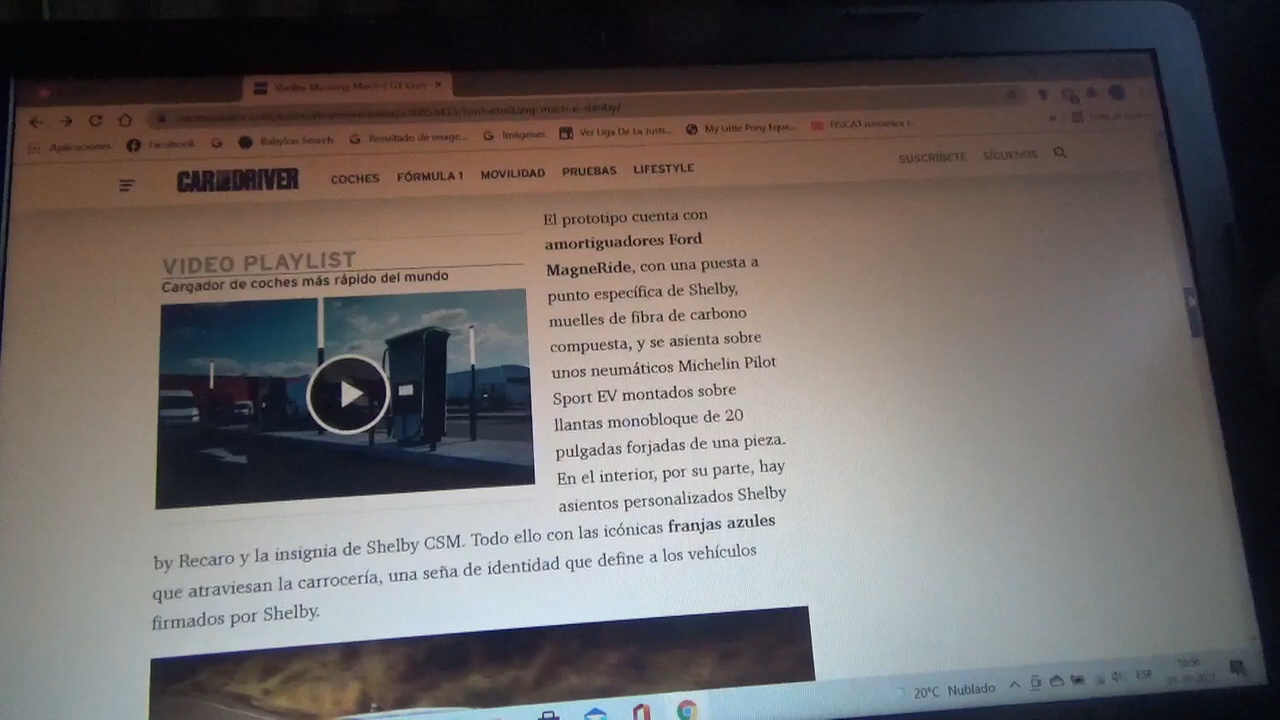 Shelby Mustang Mach-E GT Con
Aplicaciones Facebook Babylon Search Resultado de image... Imágenes Ver Liga De La Justi... My Little Pony Eque...
CAR AND DRIVER COCHES FÓRMULA 1 MOVILIDAD PRUEBAS LIFESTYLE SUSCRÍBETE SÍGUENOS
VIDEO PLAYLIST
Cargador de coches más rápido del mundo
El prototipo cuenta con
amortiguadores Ford
MagneRide, con una puesta a
punto específica de Shelby,
muelles de fibra de carbono
compuesta, y se asienta sobre
unos neumáticos Michelin Pilot
Sport EV montados sobre
llantas monobloque de 20
pulgadas forjadas de una pieza.
En el interior, por su parte, hay
asientos personalizados Shelby
by Recaro y la insignia de Shelby CSM. Todo ello con las icónicas franjas azules
que atraviesan la carrocería, una seña de identidad que define a los vehículos
firmados por Shelby.
20°C Nublado ESP